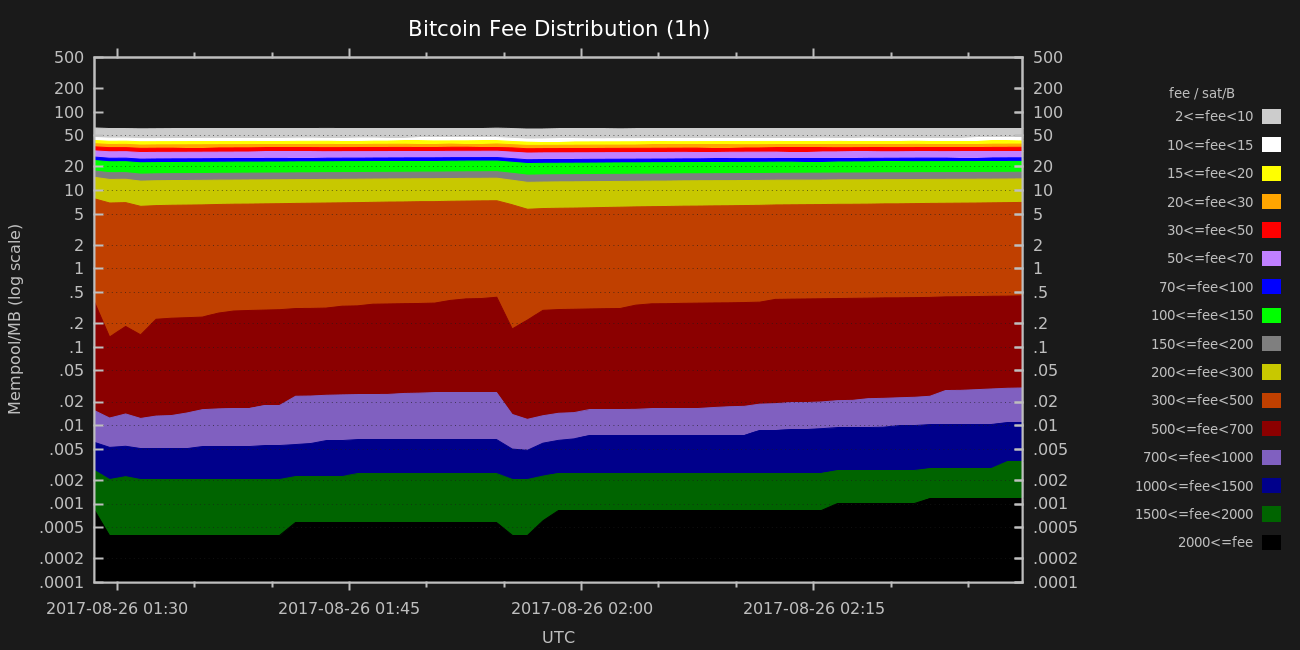 Bitcoin Fee Distribution (1h)
500
200
100
50
20
10
5
2
1
.5
.2
.1
.05
.02
.01
.005
.002
.001
.0005
.0002
.0001
Mempool/MB (log scale)
500
200
100
50
20
10
5
2
1
.5
.2
.1
.05
.02
.01
.005
.002
.001
.0005
.0002
.0001
2017-08-26 01:30 2017-08-26 01:45 2017-08-26 02:00 2017-08-26 02:15
UTC
fee / sat/B
2<=fee<10
10<=fee<15
15<=fee<20
20<=fee<30
30<=fee<50
50<=fee<70
70<=fee<100
100<=fee<150
150<=fee<200
200<=fee<300
300<=fee<500
500<=fee<700
700<=fee<1000
1000<=fee<1500
1500<=fee<2000
2000<=fee